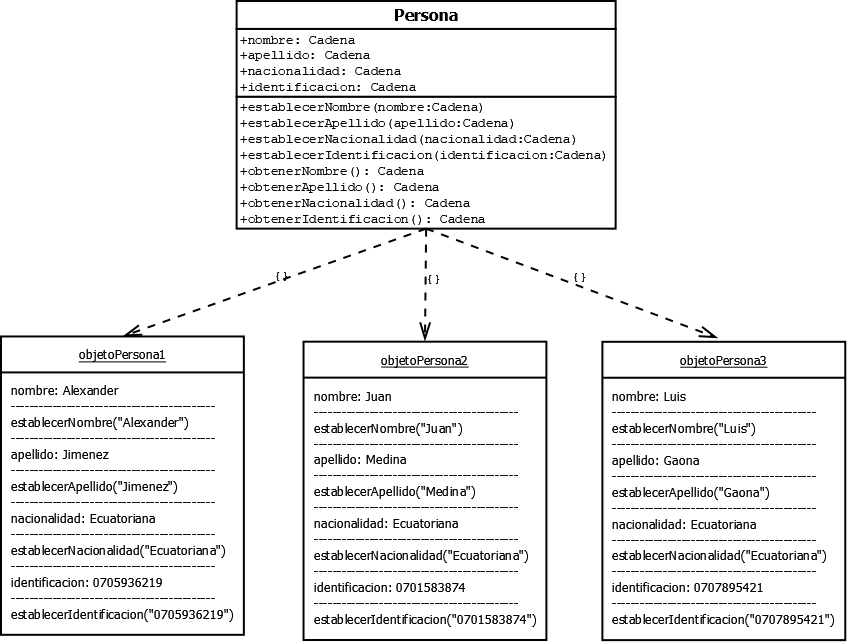 Persona
+nombre: Cadena
+apellido: Cadena
+nacionalidad: Cadena
+identificacion: Cadena
+establecerNombre(nombre:Cadena)
+establecerApellido(apellido:Cadena)
+establecerNacionalidad(nacionalidad:Cadena)
+establecerIdentificacion(identificacion:Cadena)
+obtenerNombre(): Cadena
+obtenerApellido(): Cadena
+obtenerNacionalidad(): Cadena
+obtenerIdentificacion(): Cadena
{}
{}
{}
objetoPersona1
nombre: Alexander
establecerNombre("Alexander")
apellido: Jimenez
establecerApellido("Jimenez")
nacionalidad: Ecuatoriana
establecerNacionalidad("Ecuatoriana")
identificacion: 0705936219
establecerIdentificacion("0705936219")
objetoPersona2
nombre: Juan
establecerNombre("Juan")
apellido: Medina
establecerApellido("Medina")
nacionalidad: Ecuatoriana
establecerNacionalidad("Ecuatoriana")
identificacion: 0701583874
establecerIdentificacion("0701583874")
objetoPersona3
nombre: Luis
establecerNombre("Luis")
apellido: Gaona
establecerApellido("Gaona")
nacionalidad: Ecuatoriana
establecerNacionalidad("Ecuatoriana")
identificacion: 0707895421
establecerIdentificacion("0707895421")